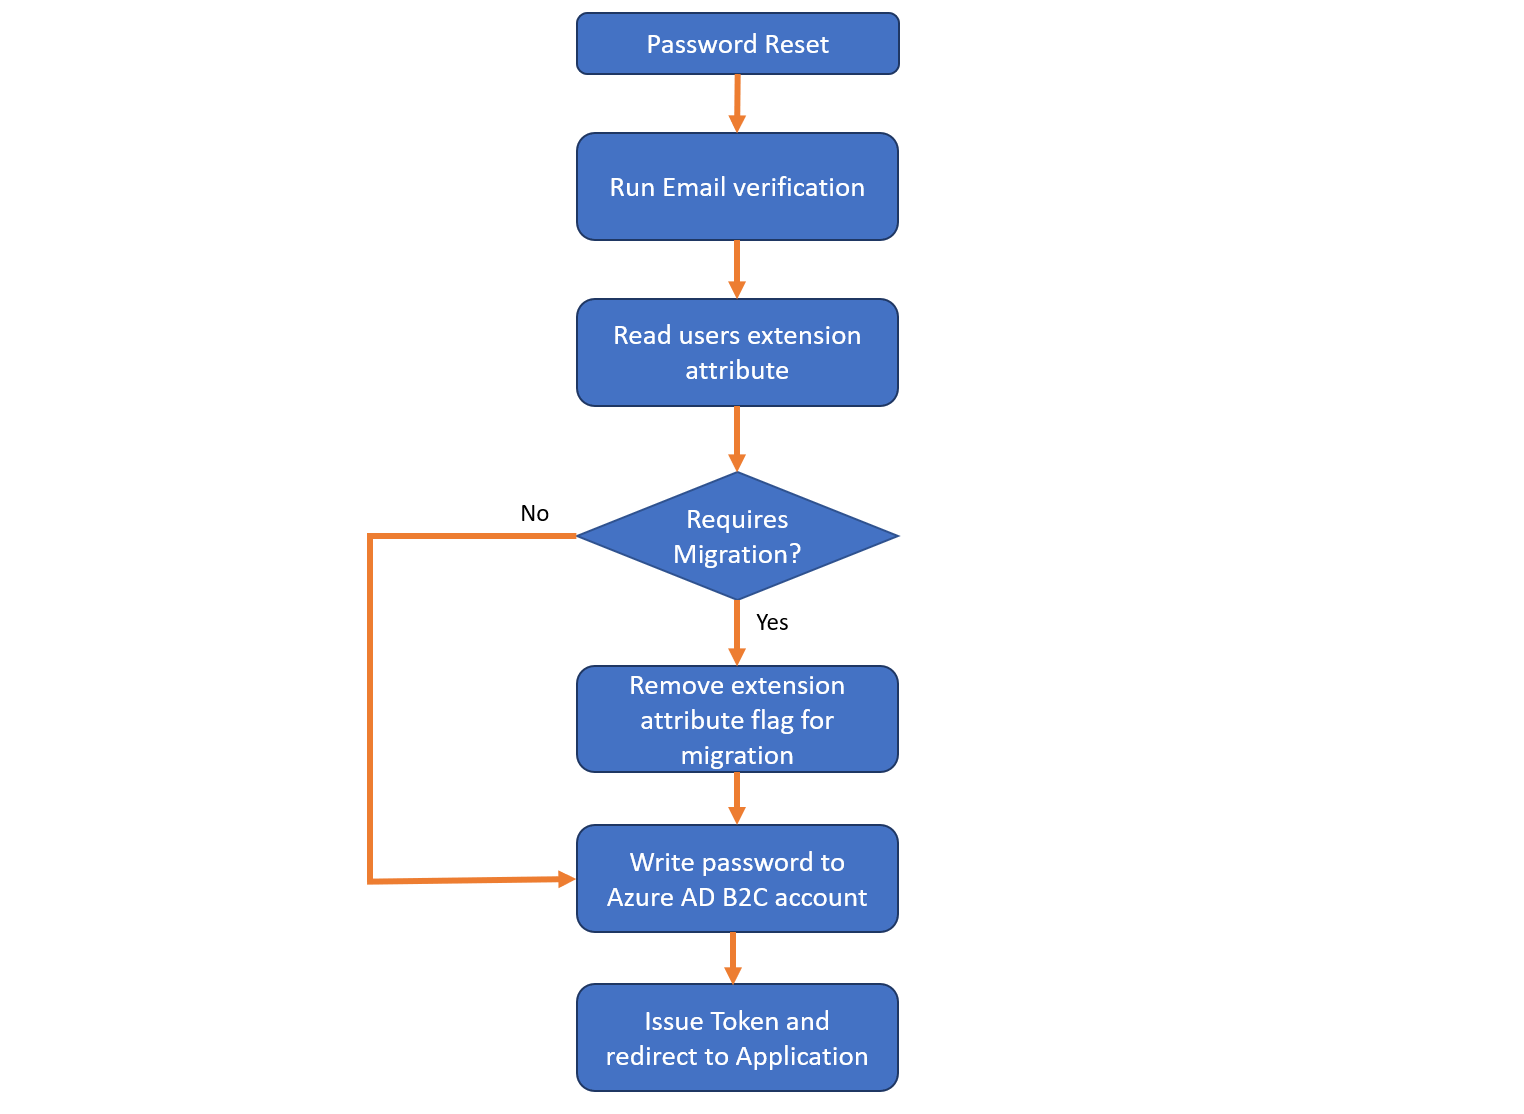 Password Reset
Run Email verification
Read users extension
attribute
No
Requires
Migration?
Yes
Remove extension
attribute flag for
migration
Write password to
Azure AD B2C account
Issue Token and
redirect to Application